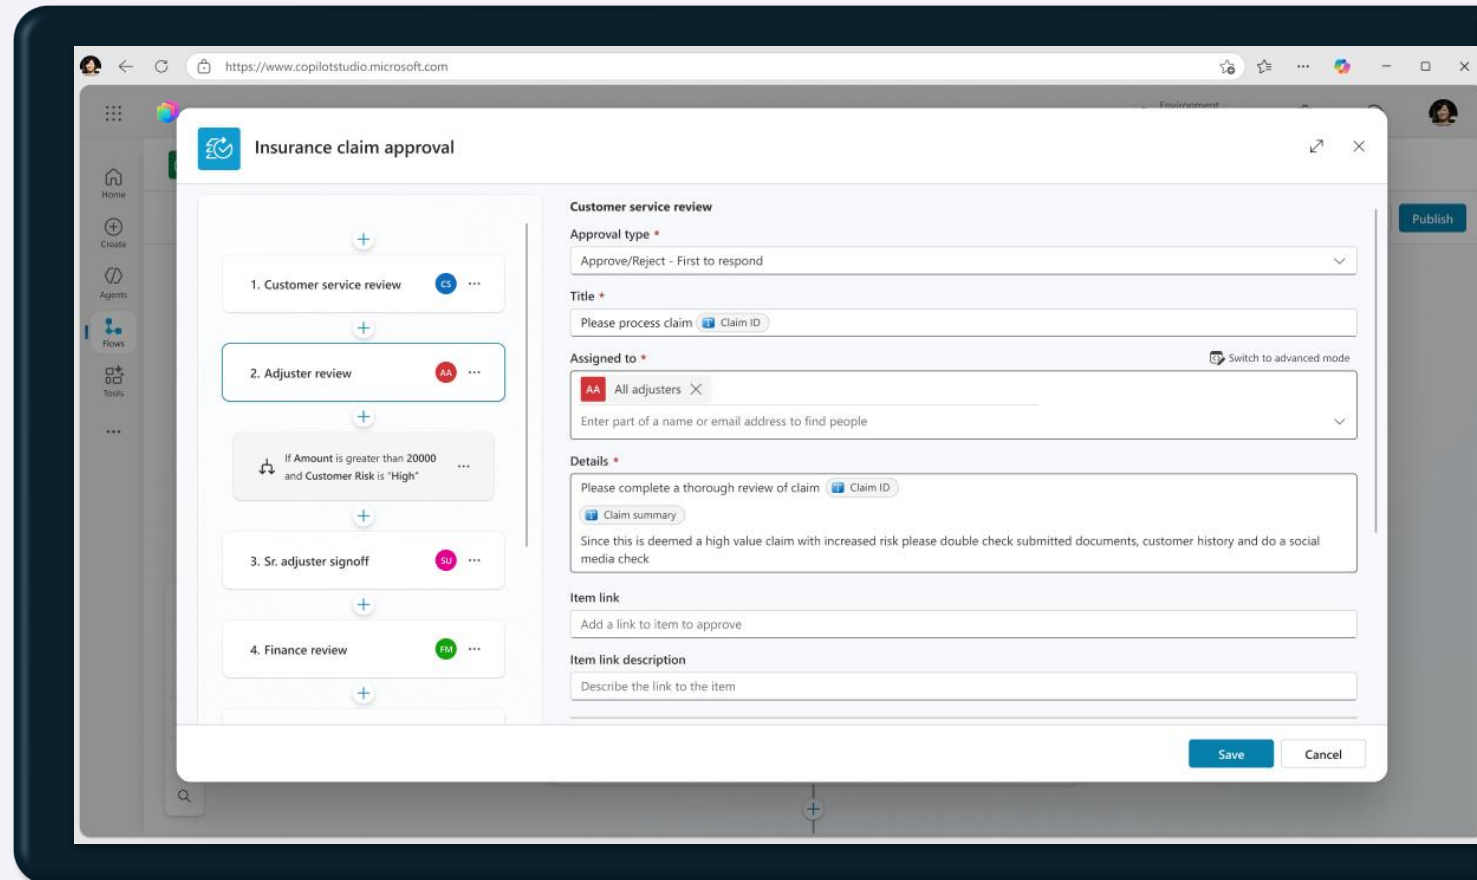 https://www.copilotstudio.microsoft.com
Environment
Insurance claim approval
Home
Create
Agents
Flows
Tools
Publish
1. Customer service review
CS
2. Adjuster review
AA
If Amount is greater than 20000
and Customer Risk is "High"
3. Sr. adjuster signoff
SU
4. Finance review
FM
Customer service review
Approval type *
Approve/Reject - First to respond
Title *
Please process claim Claim ID
Assigned to *
Switch to advanced mode
AA All adjusters
Enter part of a name or email address to find people
Details *
Please complete a thorough review of claim Claim ID
Claim summary
Since this is deemed a high value claim with increased risk please double check submitted documents, customer history and do a social
media check
Item link
Add a link to item to approve
Item link description
Describe the link to the item
Save
Cancel